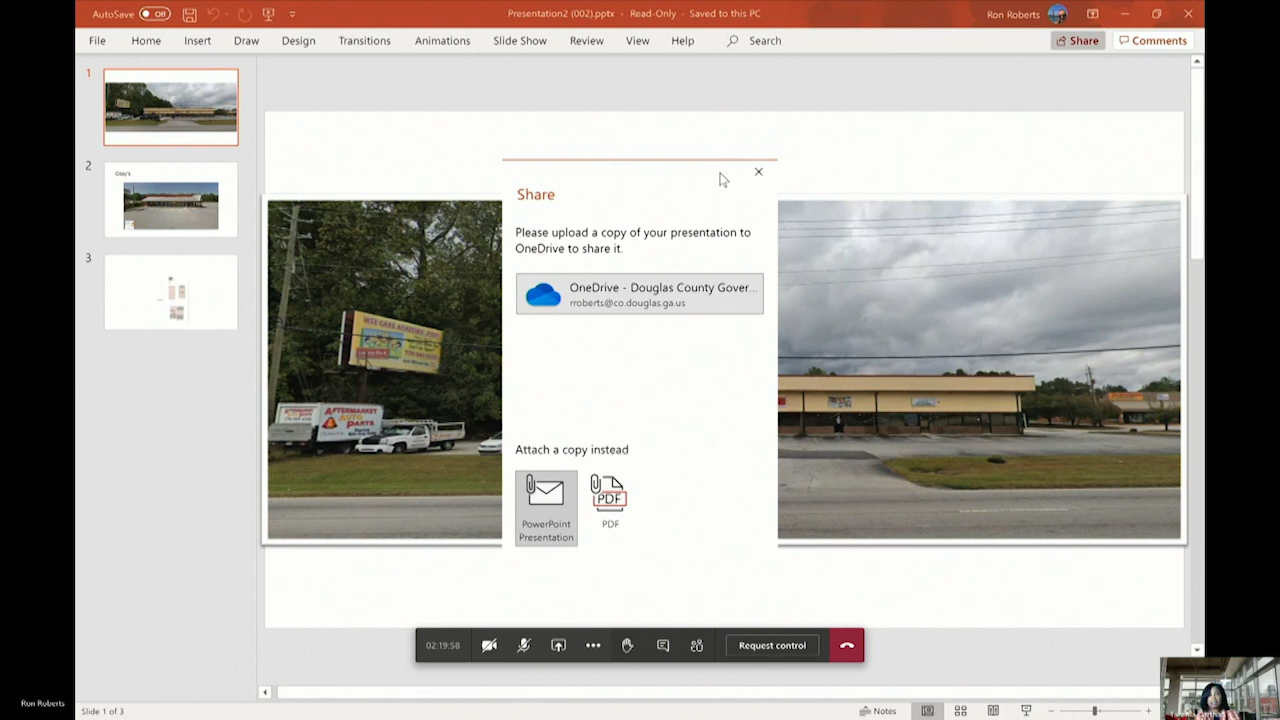 AutoSave Off
Presentation2 (002).pptx - Read-Only - Saved to this PC
Ron Roberts
File Home Insert Draw Design Transitions Animations Slide Show Review View Help Search
Share Comments
1
2
3
Share
Please upload a copy of your presentation to
OneDrive to share it.
OneDrive - Douglas County Gover...
rroberts@co.douglas.ga.us
Attach a copy instead
PowerPoint
Presentation
PDF
PDF
AFTERMARKET
AUTO
PARTS
02:19:58
Request control
Ron Roberts
Slide 1 of 3
Notes